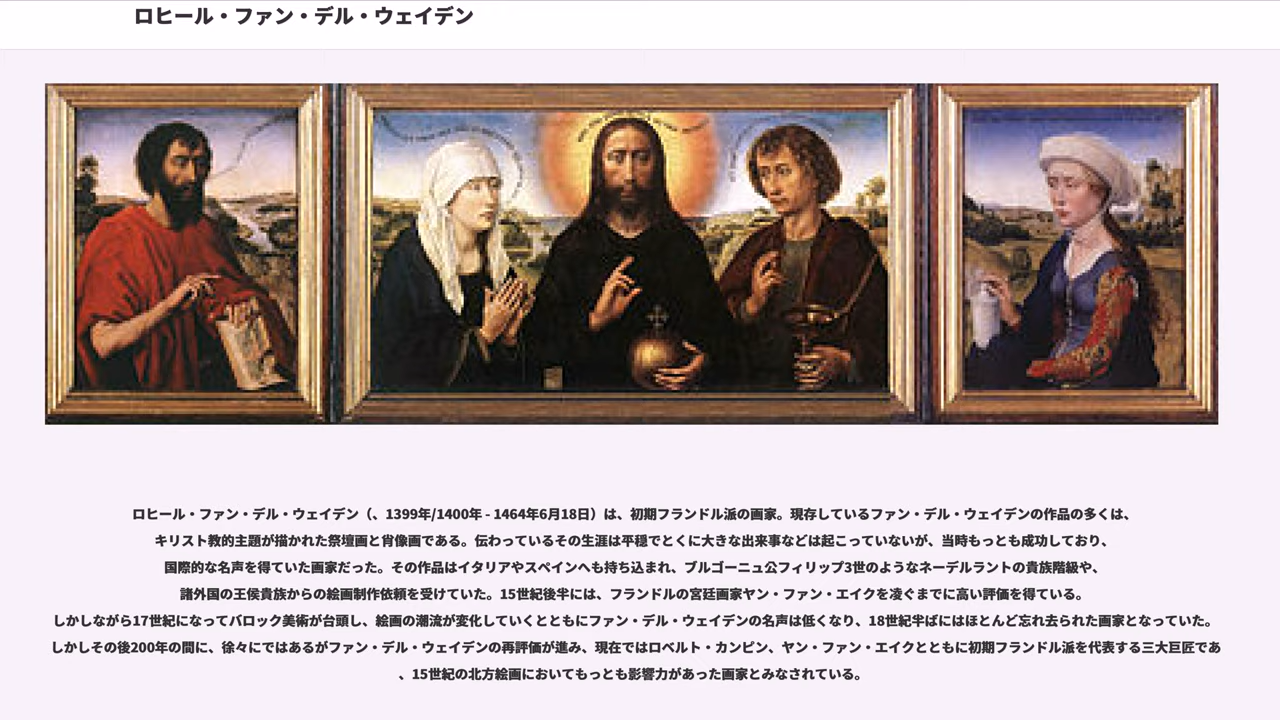 ロヒール・ファン・デル・ウェイデン
ロヒール・ファン・デル・ウェイデン（、1399年/1400年 - 1464年6月18日）は、初期フランドル派の画家。現存しているファン・デル・ウェイデンの作品の多くは、
キリスト教的主題が描かれた祭壇画と肖像画である。伝わっているその生涯は平穏でとくに大きな出来事などは起こっていないが、当時もっとも成功しており、
国際的な名声を得ていた画家だった。その作品はイタリアやスペインへも持ち込まれ、ブルゴーニュ公フィリップ3世のようなネーデルラントの貴族階級や、
諸外国の王侯貴族からの絵画制作依頼を受けていた。15世紀後半には、フランドルの宮廷画家ヤン・ファン・エイクを凌ぐまでに高い評価を得ている。
しかしながら17世紀になってバロック美術が台頭し、絵画の潮流が変化していくとともにファン・デル・ウェイデンの名声は低くなり、18世紀半ばにはほとんど忘れ去られた画家となっていた。
しかしその後200年の間に、徐々にではあるがファン・デル・ウェイデンの再評価が進み、現在ではロベルト・カンピン、ヤン・ファン・エイクとともに初期フランドル派を代表する三大巨匠であ
、15世紀の北方絵画においてもっとも影響力があった画家とみなされている。